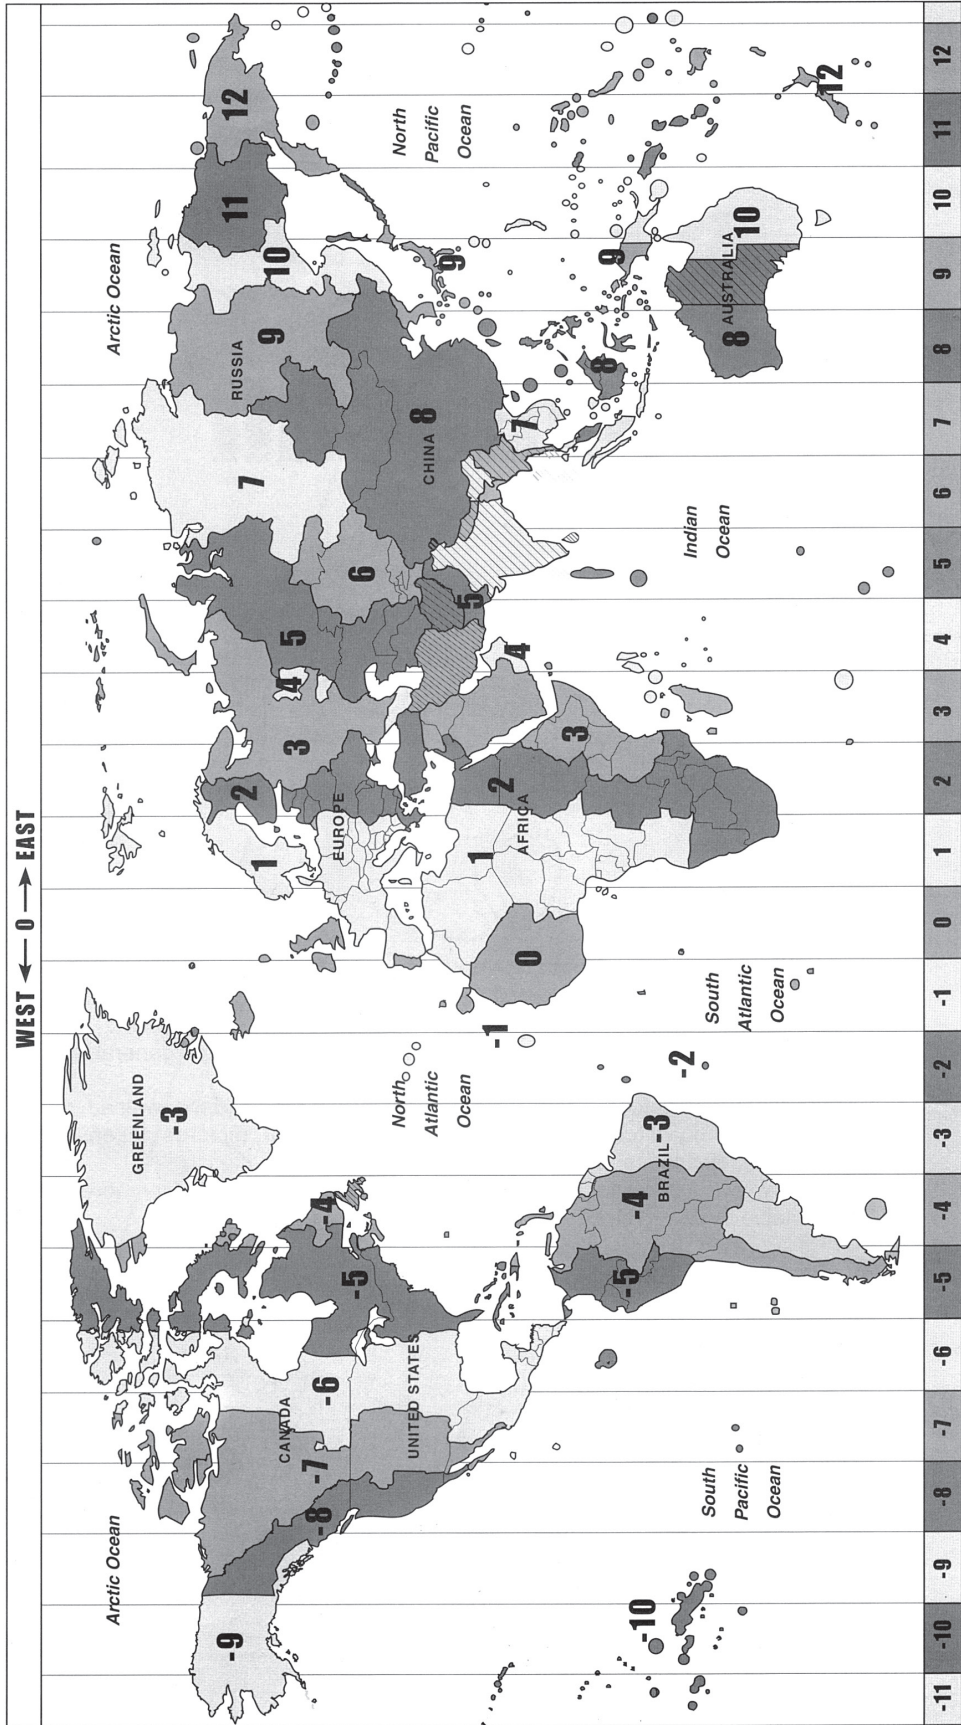 WEST ← 0 → EAST
Arctic Ocean
Arctic Ocean
GREENLAND
-3
-9
-8
-7
CANADA
-6
-5
-4
UNITED STATES
North
Atlantic
Ocean
-1
-2
-10
South
Pacific
Ocean
-5
-4
BRAZIL
-3
South
Atlantic
Ocean
0
1
EUROPE
2
3
4
5
6
7
RUSSIA
9
10
11
12
1
AFRICA
2
3
4
5
CHINA
8
7
8
9
9
North
Pacific
Ocean
Indian
Ocean
8
AUSTRALIA
10
12
-11 -10 -9 -8 -7 -6 -5 -4 -3 -2 -1 0 1 2 3 4 5 6 7 8 9 10 11 12